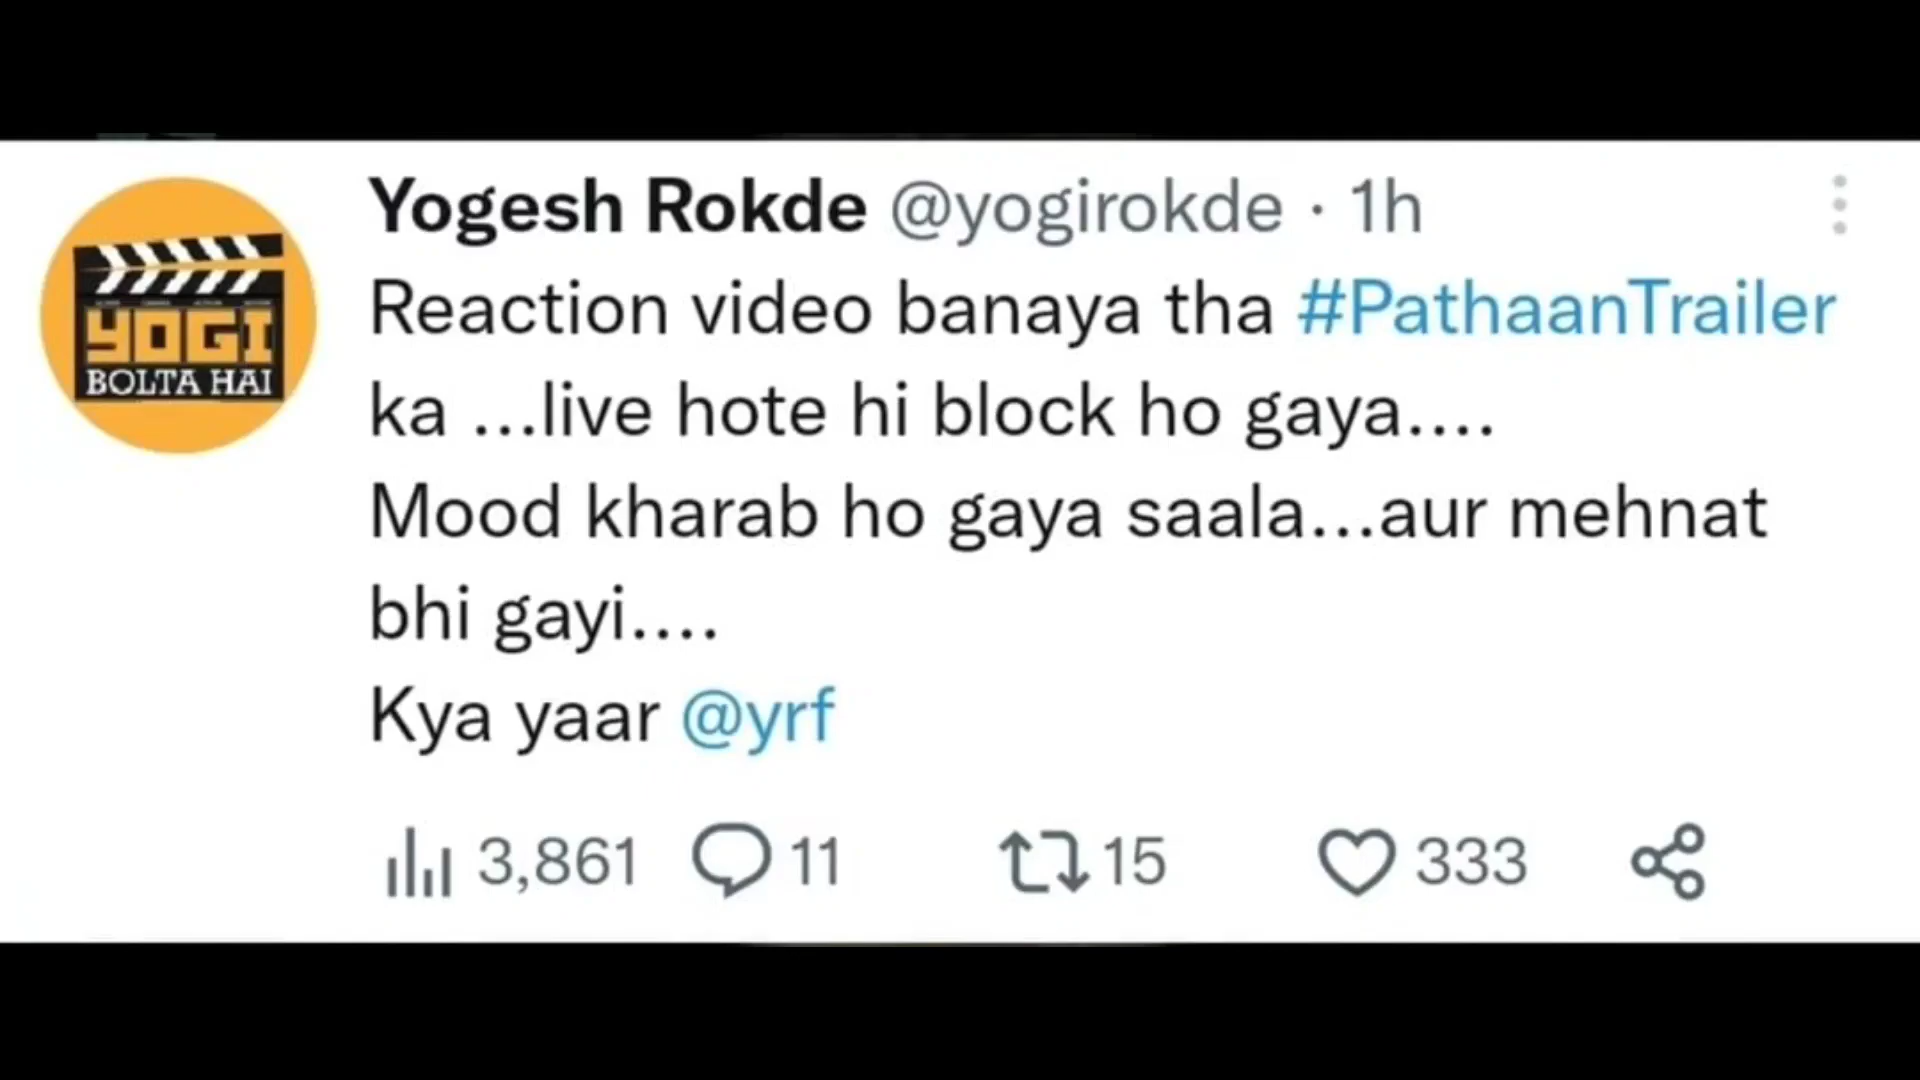 Yogesh Rokde @yogirokde · 1h
Reaction video banaya tha #PathaanTrailer
ka ...live hote hi block ho gaya....
Mood kharab ho gaya saala...aur mehnat
bhi gayi....
Kya yaar @yrf
3,861 11 15 333
YOGI
BOLTA HAI